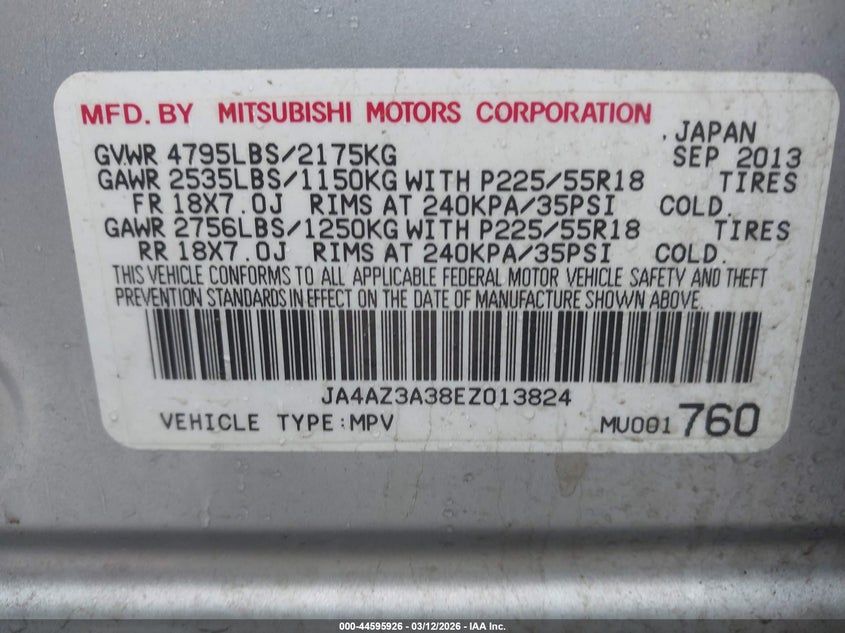 MFD. BY MITSUBISHI MOTORS CORPORATION
, JAPAN
GVWR 4795LBS/2175KG SEP 2013
GAWR 2535LBS/1150KG WITH P225/55R18 TIRES
FR 18X7.0J RIMS AT 240KPA/35PSI COLD.
GAWR 2756LBS/1250KG WITH P225/55R18 TIRES
RR 18X7.0J RIMS AT 240KPA/35PSI COLD.
THIS VEHICLE CONFORMS TO ALL APPLICABLE FEDERAL MOTOR VEHICLE SAFETY AND THEFT
PREVENTION STANDARDS IN EFFECT ON THE DATE OF MANUFACTURE SHOWN ABOVE.
JA4AZ3A38EZ013824
VEHICLE TYPE:MPV MU001760
000-44595926 - 03/12/2026 - IAA Inc.